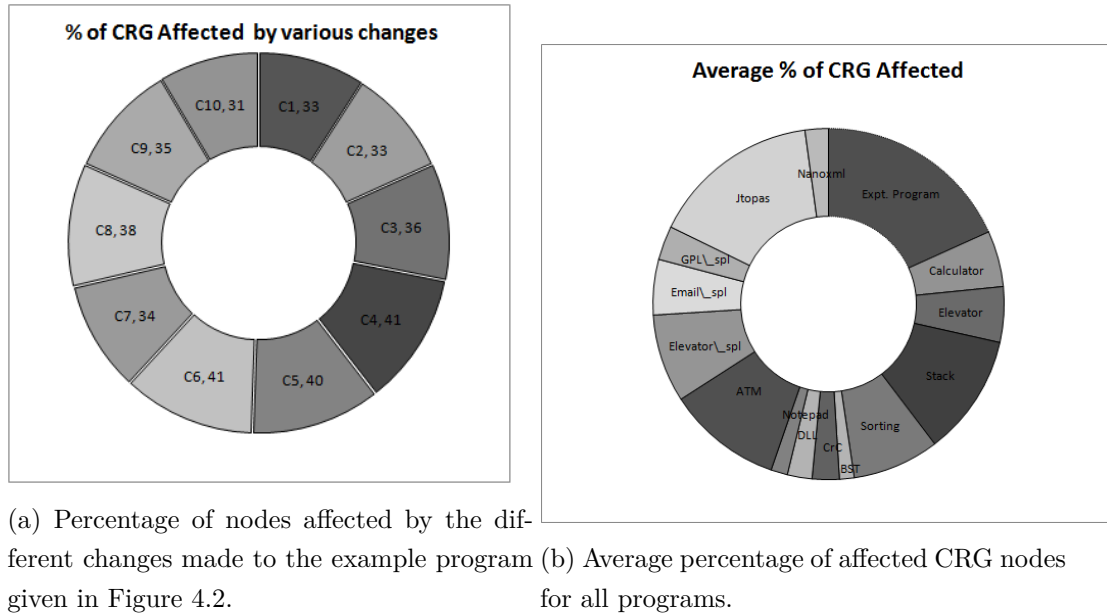 % of CRG Affected by various changes
C10, 31
C1, 33
C9, 35
C2, 33
C8, 38
C3, 36
C7, 34
C4, 41
C6, 41
C5, 40
(a) Percentage of nodes affected by the dif-
ferent changes made to the example program
given in Figure 4.2.
Average % of CRG Affected
Nanoxml
Expt. Program
Jtopas
GPL\_spl
Calculator
Email\_spl
Elevator
Elevator\_spl
Stack
ATM
Notepad
Sorting
DLL
CrC
BST
(b) Average percentage of affected CRG nodes
for all programs.